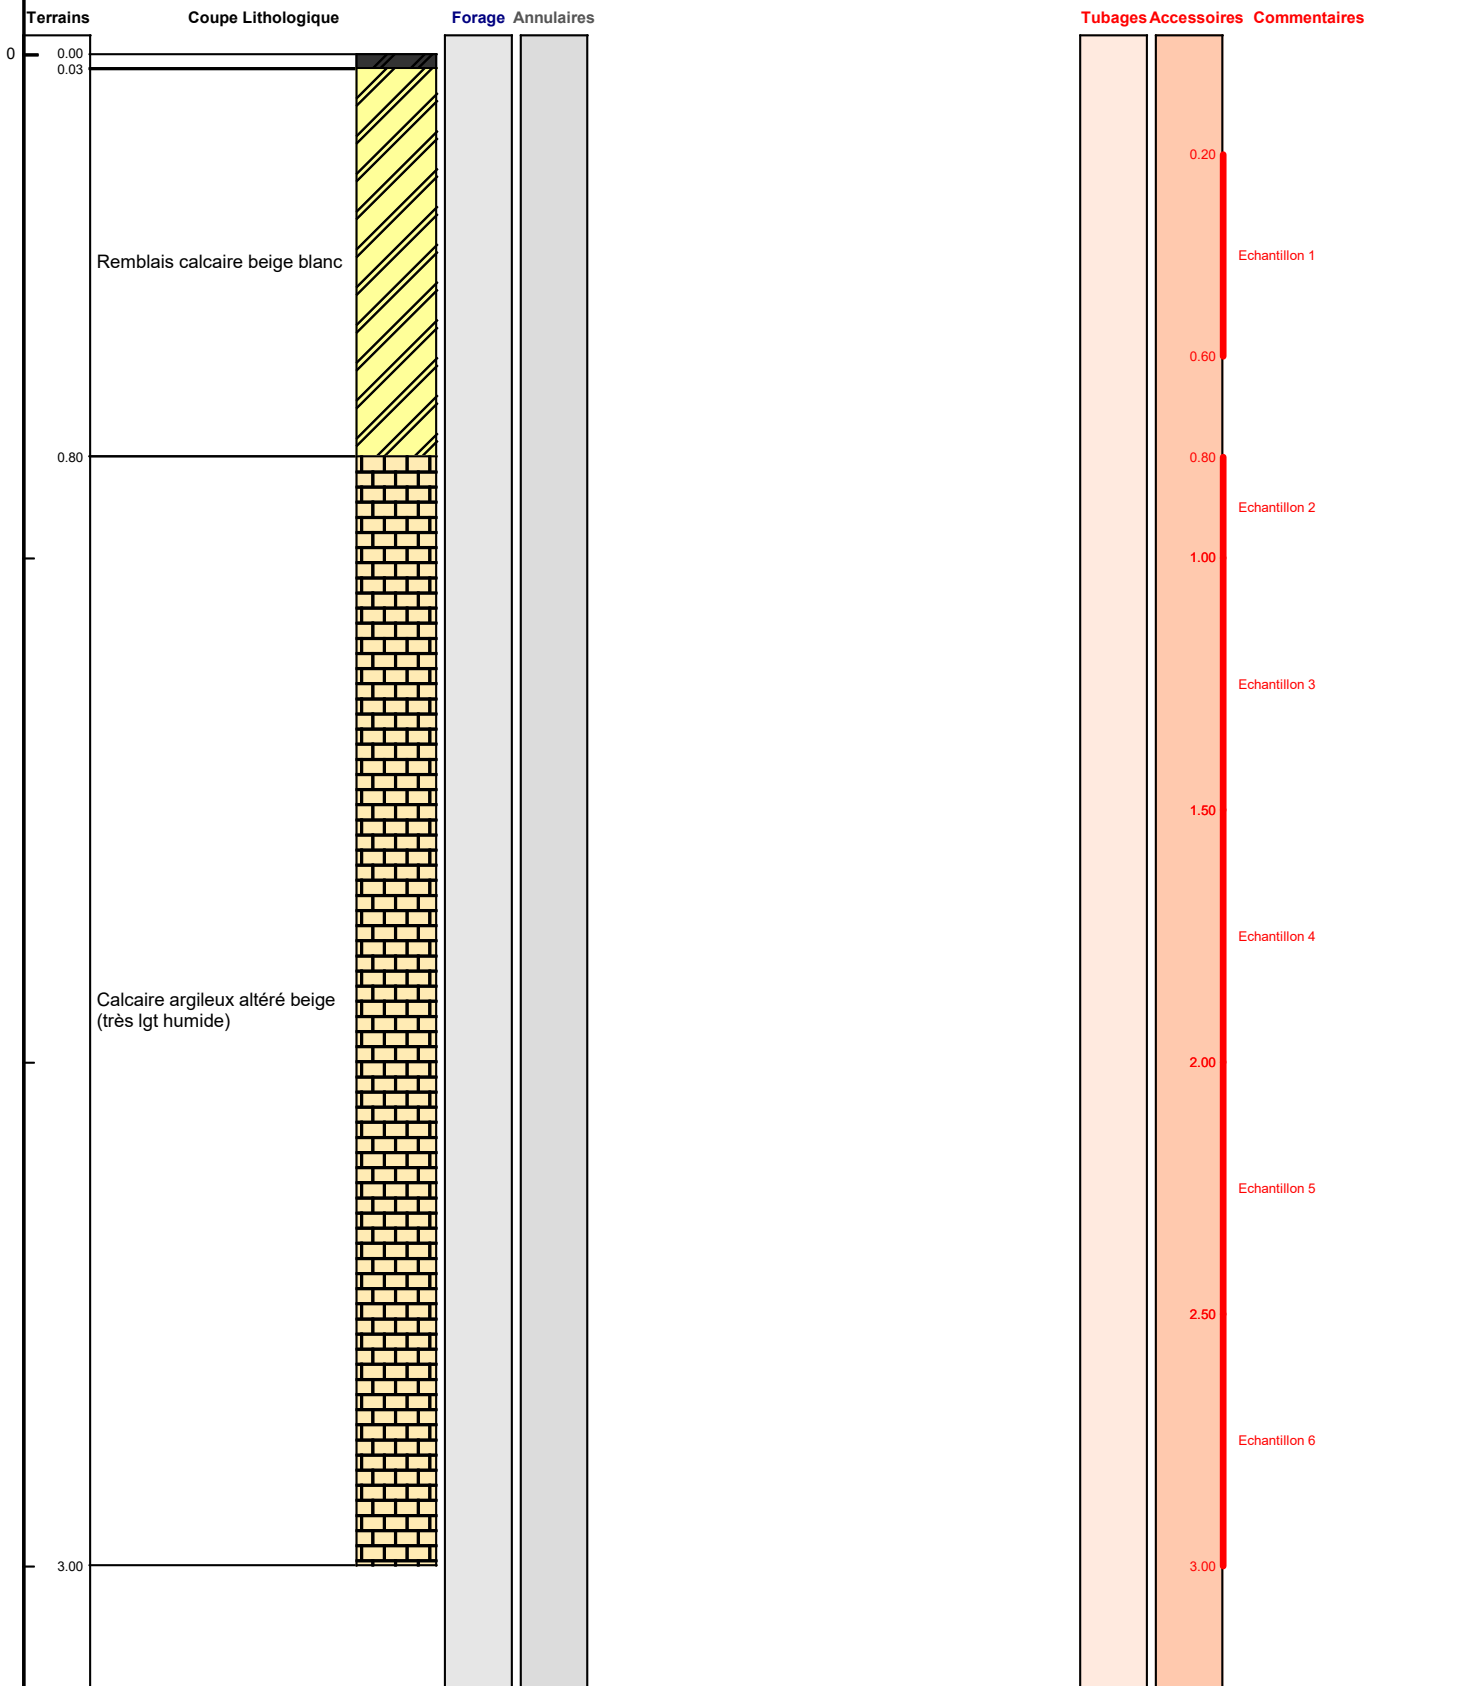 Terrains Coupe Lithologique Forage Annulaires Tubages Accessoires Commentaires
0 0.00
0.03
0.20
Remblais calcaire beige blanc Echantillon 1
0.60
0.80 0.80
Echantillon 2
1.00
Echantillon 3
1.50
Echantillon 4
Calcaire argileux altéré beige
(très lgt humide)
2.00
Echantillon 5
2.50
Echantillon 6
3.00 3.00